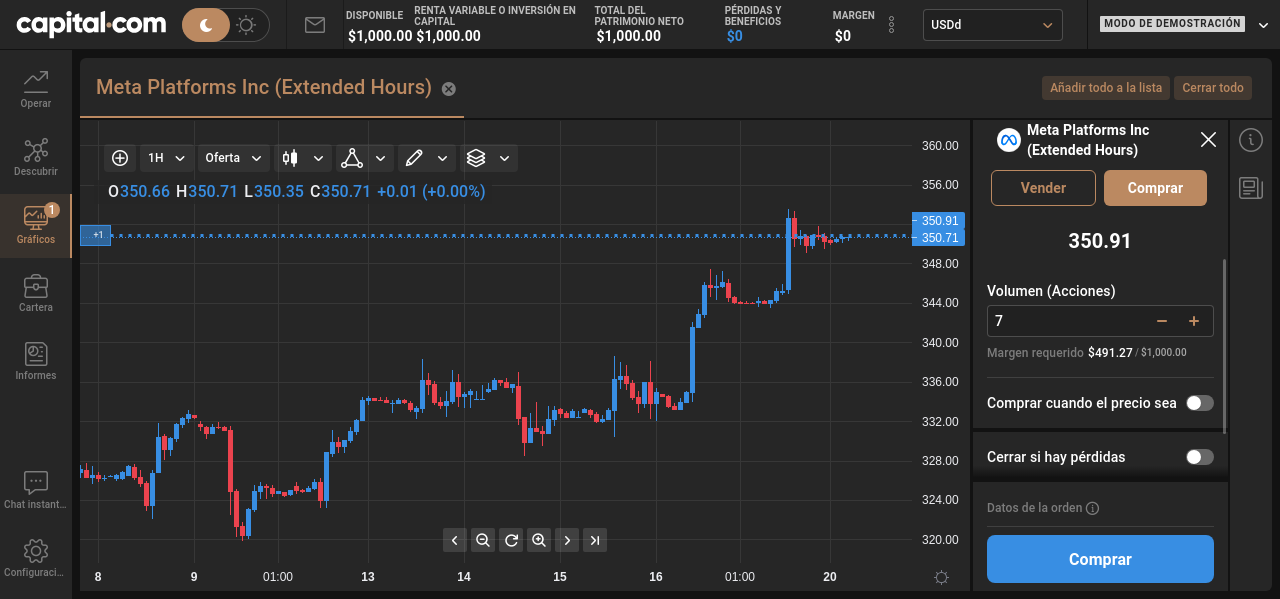 capital.com
DISPONIBLE
$1,000.00
RENTA VARIABLE O INVERSIÓN EN
CAPITAL
$1,000.00
TOTAL DEL
PATRIMONIO NETO
$1,000.00
PÉRDIDAS Y
BENEFICIOS
$0
MARGEN
$0
USDd
MODO DE DEMOSTRACIÓN
Operar
Descubrir
1
Gráficos
Cartera
Informes
Chat instant...
Configuraci...
Meta Platforms Inc (Extended Hours)
Añadir todo a la lista
Cerrar todo
1H
Oferta
O350.66 H350.71 L350.35 C350.71 +0.01 (+0.00%)
+1
360.00
356.00
350.91
350.71
348.00
344.00
340.00
336.00
332.00
328.00
324.00
320.00
8 9 01:00 13 14 15 16 01:00 20
Meta Platforms Inc
(Extended Hours)
Vender
Comprar
350.91
Volumen (Acciones)
7
Margen requerido $491.27 / $1,000.00
Comprar cuando el precio sea
Cerrar si hay pérdidas
Datos de la orden
Comprar